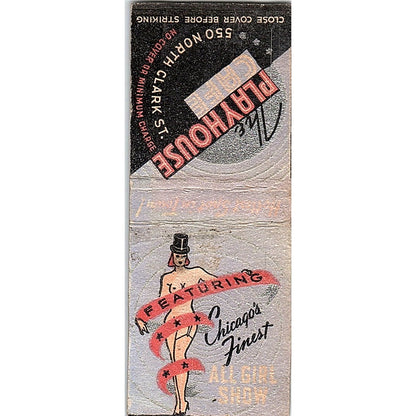 CLOSE COVER BEFORE STRIKING
550 NORTH CLARK ST.
NO COVER OR MINIMUM CHARGE
The
PLAYHOUSE
CAFE
FEATURING
Chicago's
Finest
ALL GIRL
SHOW